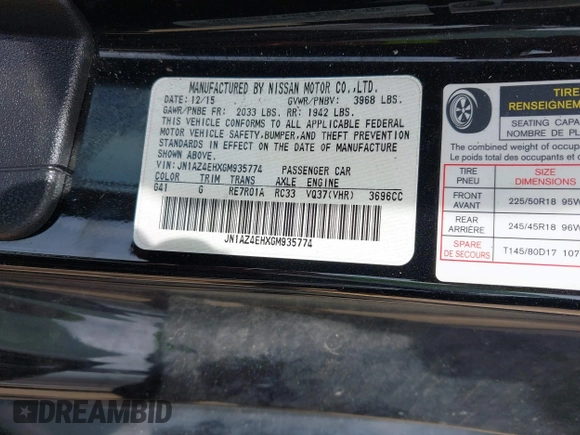 MANUFACTURED BY NISSAN MOTOR CO.,LTD.
DATE: 12/15 GVWR/PNBV: 3968 LBS.
GAWR/PNBE FR: 2033 LBS. RR: 1942 LBS.
THIS VEHICLE CONFORMS TO ALL APPLICABLE FEDERAL
MOTOR VEHICLE SAFETY,BUMPER,AND THEFT PREVENTION
STANDARDS IN EFFECT ON THE DATE OF MANUFACTURE
SHOWN ABOVE.
VIN: JN1AZ4EHXGM935774 PASSENGER CAR
COLOR TRIM TRANS AXLE ENGINE
G41 G RE7R01A RC33 VQ37(VHR) 3696CC
JN1AZ4EHXGM935774
TIRE
RENSEIGNEME
SEATING CAPA
NOMBRE DE PL
The combined weight of occupants
Le poids total des occupants et
TIRE SIZE
PNEU DIMENSIONS
FRONT
AVANT 225/50R18 95W
REAR
ARRIÈRE 245/45R18 96W
SPARE
DE SECOURS T145/80D17 107
DREAMBID